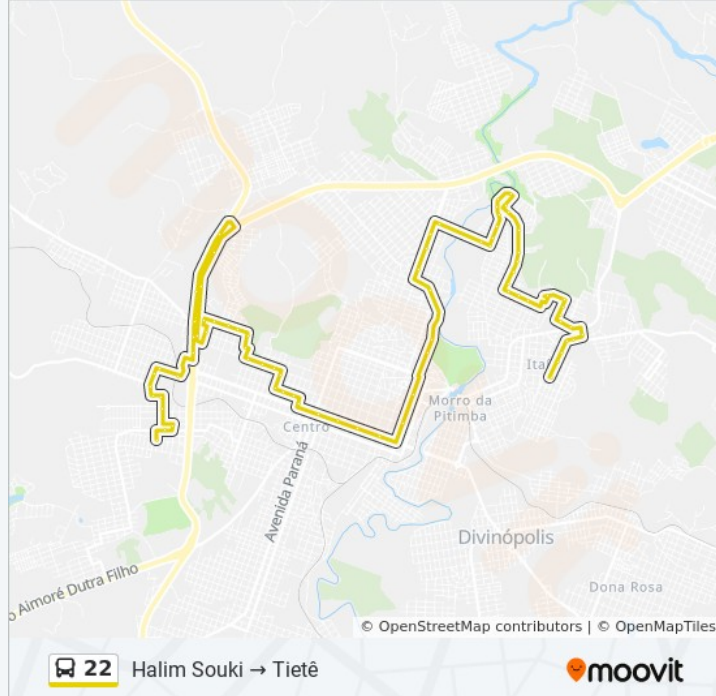 Ita
Morro da
Pitimba
Centro
Avenida Paraná
Divinópolis
Dona Rosa
o Aimoré Dutra Filho
© OpenStreetMap contributors | © OpenMapTiles
22 Halim Souki → Tietê
moovit